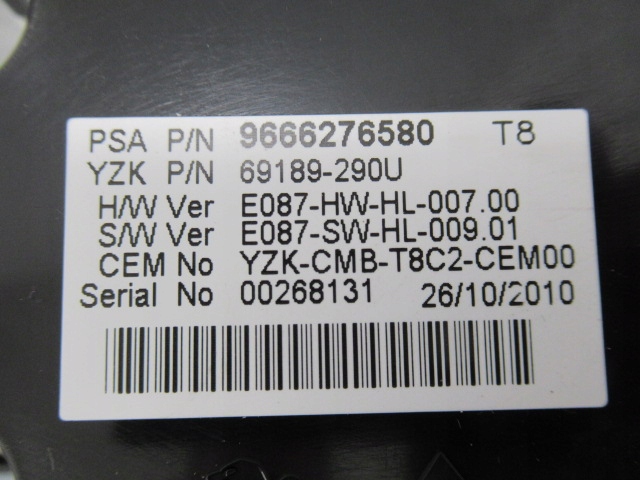 PSA P/N 9666276580 T8
YZK P/N 69189-290U
H/W Ver E087-HW-HL-007.00
S/W Ver E087-SW-HL-009.01
CEM No YZK-CMB-T8C2-CEM00
Serial No 00268131 26/10/2010